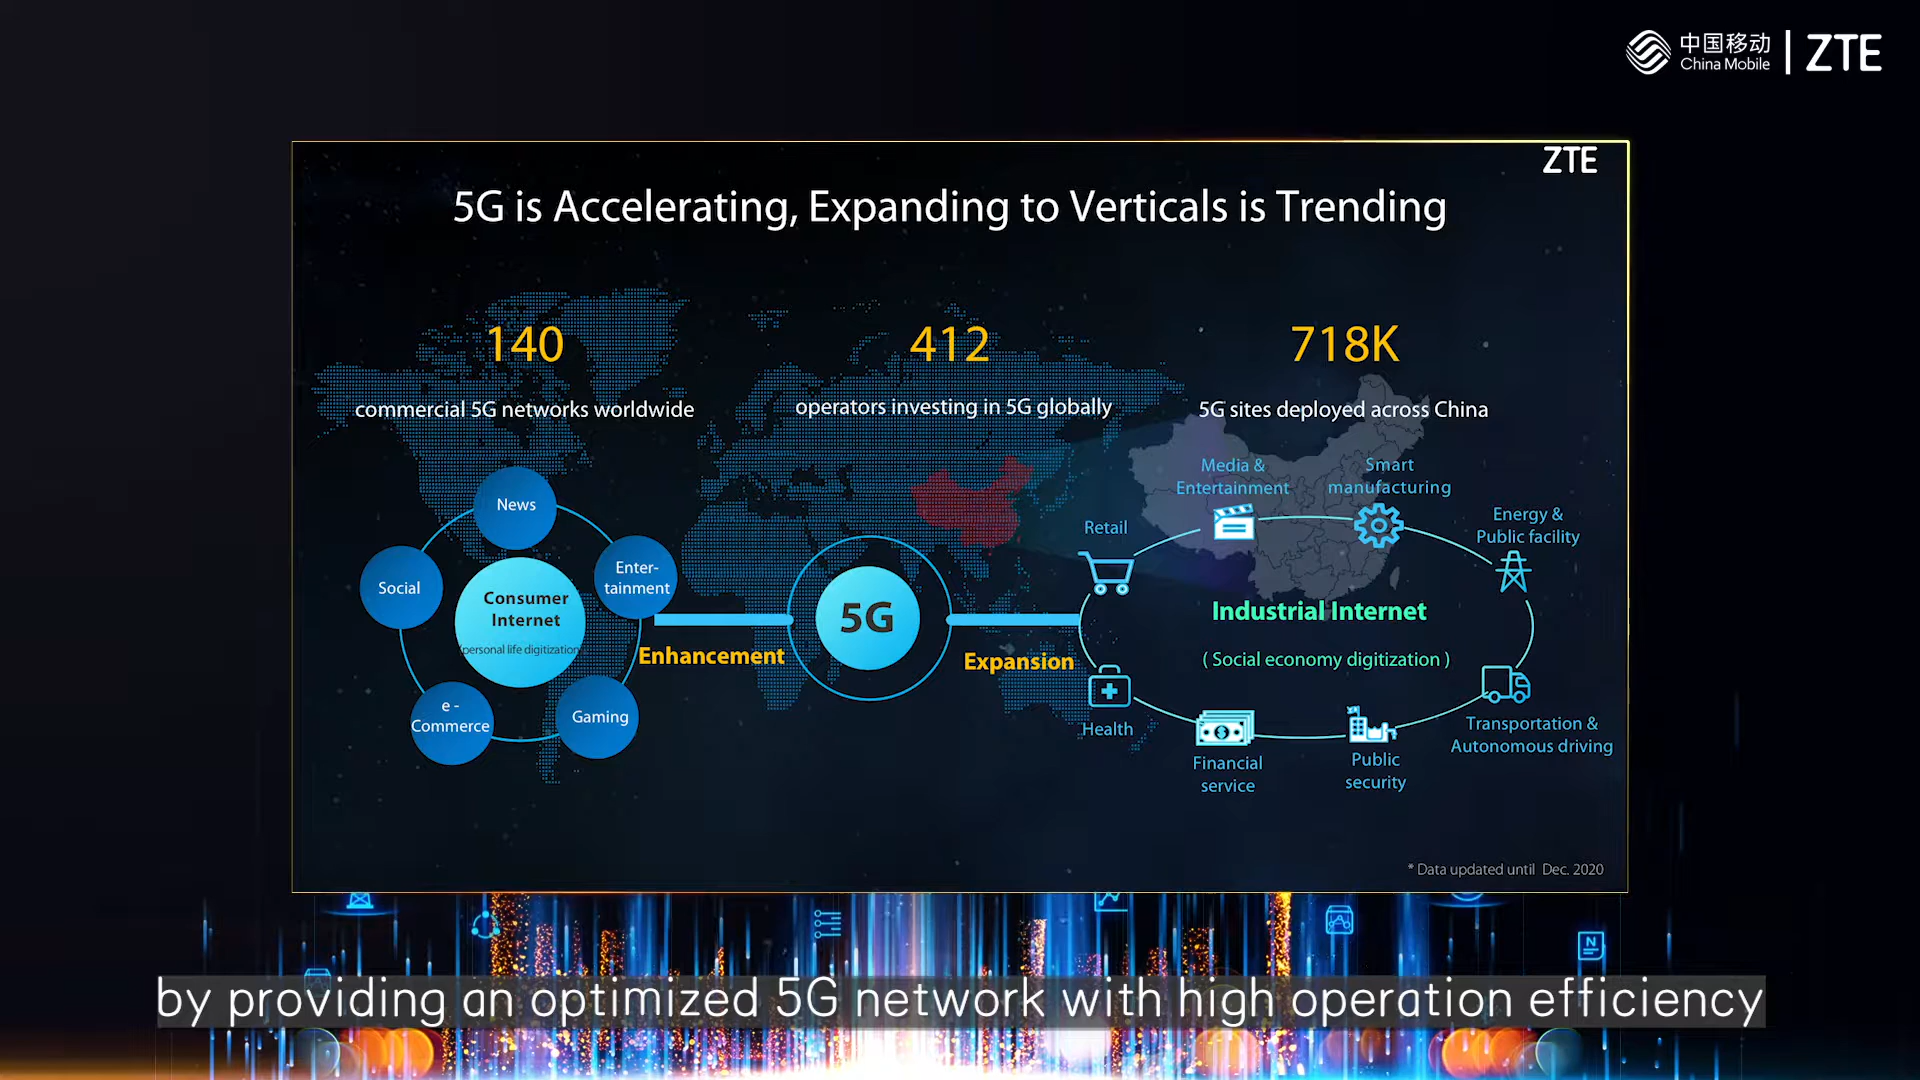 中国移动
China Mobile
ZTE
ZTE
5G is Accelerating, Expanding to Verticals is Trending
140
commercial 5G networks worldwide
412
operators investing in 5G globally
718K
5G sites deployed across China
News
Social
Enter-
tainment
Consumer
Internet
(personal life digitization)
e -
Commerce
Gaming
Enhancement
5G
Expansion
Retail
Media &
Entertainment
Smart
manufacturing
Energy &
Public facility
Industrial Internet
( Social economy digitization )
Health
Financial
service
Public
security
Transportation &
Autonomous driving
* Data updated until Dec. 2020
N
by providing an optimized 5G network with high operation efficiency